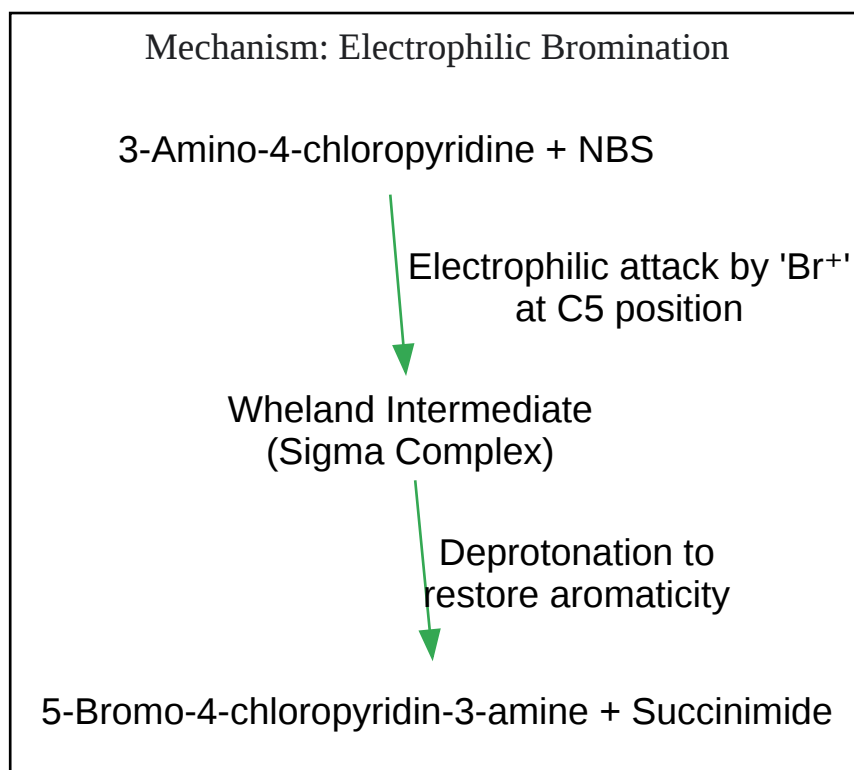 Mechanism: Electrophilic Bromination
3-Amino-4-chloropyridine + NBS
Electrophilic attack by 'Br⁺'
at C5 position
Wheland Intermediate
(Sigma Complex)
Deprotonation to
restore aromaticity
5-Bromo-4-chloropyridin-3-amine + Succinimide